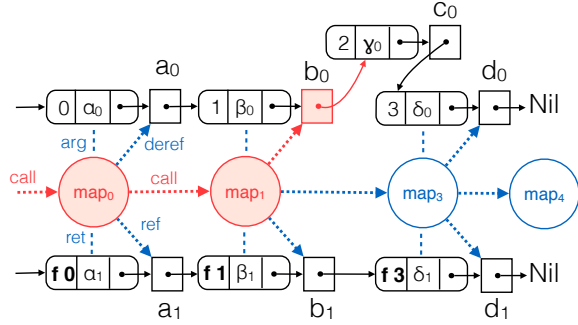 c₀
2 ɣ₀
a₀ b₀ d₀
0 α₀ 1 β₀ 3 δ₀ Nil
arg deref
call map₀ call map₁ map₃ map₄
ret ref
f 0 α₁ f 1 β₁ f 3 δ₁ Nil
a₁ b₁ d₁